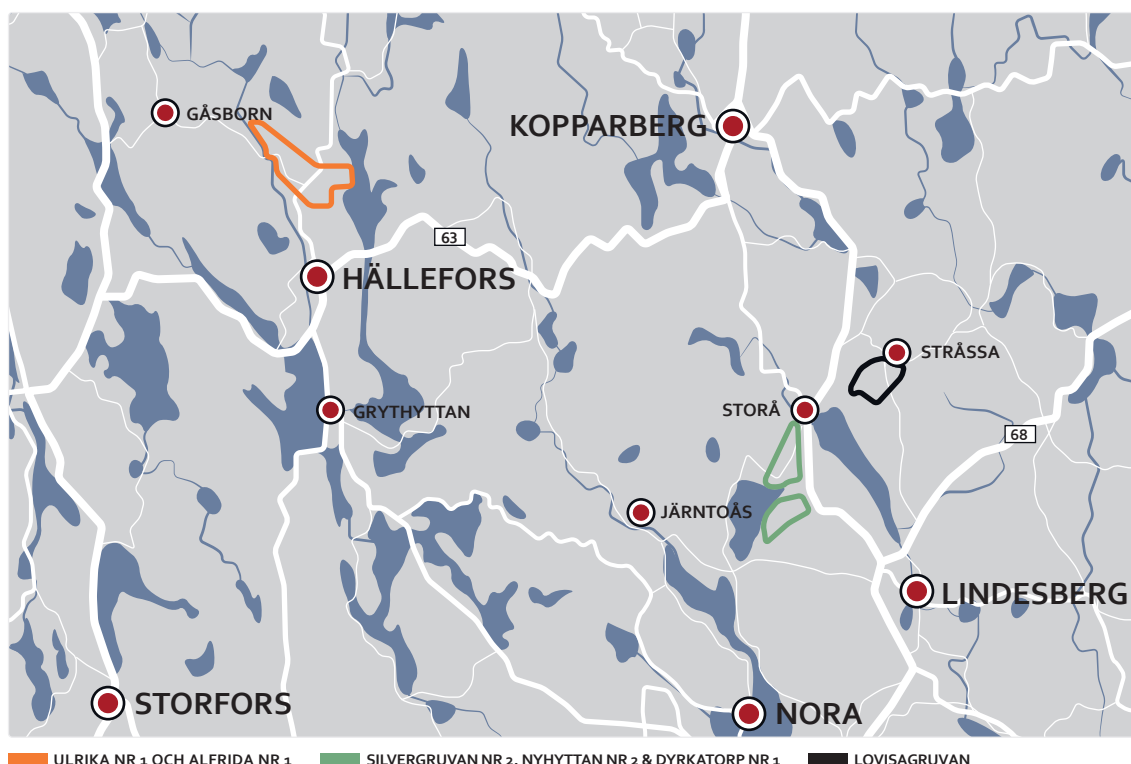 GÅSBORN
KOPPARBERG
63
HÄLLEFORS
STRÅSSA
GRYTHYTTAN
STORÅ
68
JÄRNTOÅS
LINDESBERG
STORFORS
NORA
ULRIKA NR 1 OCH ALFRIDA NR 1
SILVERGRUVAN NR 2, NYHYTTAN NR 2 & DYRKATORP NR 1
LOVISAGRUVAN